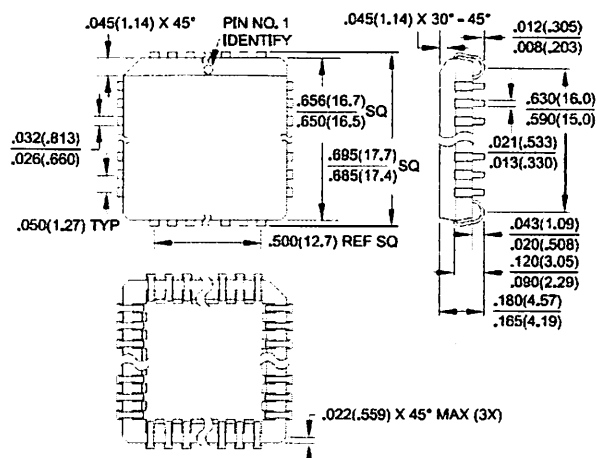 .045(1.14) X 45°
PIN NO. 1
IDENTIFY
.045(1.14) X 30° - 45°
.012(.305)
.008(.203)
.656(16.7)
.650(16.5)
SQ
.630(16.0)
.590(15.0)
.032(.813)
.026(.660)
.695(17.7)
.685(17.4)
SQ
.021(.533)
.013(.330)
.050(1.27) TYP
.500(12.7) REF SQ
.043(1.09)
.020(.508)
.120(3.05)
.090(2.29)
.180(4.57)
.165(4.19)
.022(.559) X 45° MAX (3X)